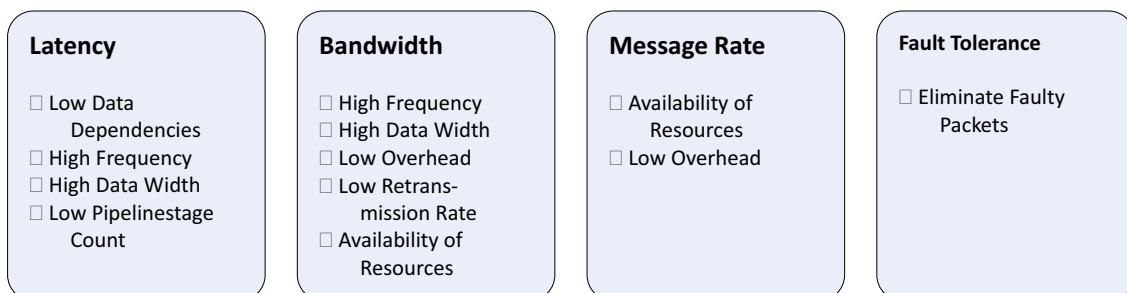 Latency
□ Low Data
Dependencies
□ High Frequency
□ High Data Width
□ Low Pipelinestage
Count
Bandwidth
□ High Frequency
□ High Data Width
□ Low Overhead
□ Low Retrans-
mission Rate
□ Availability of
Resources
Message Rate
□ Availability of
Resources
□ Low Overhead
Fault Tolerance
□ Eliminate Faulty
Packets